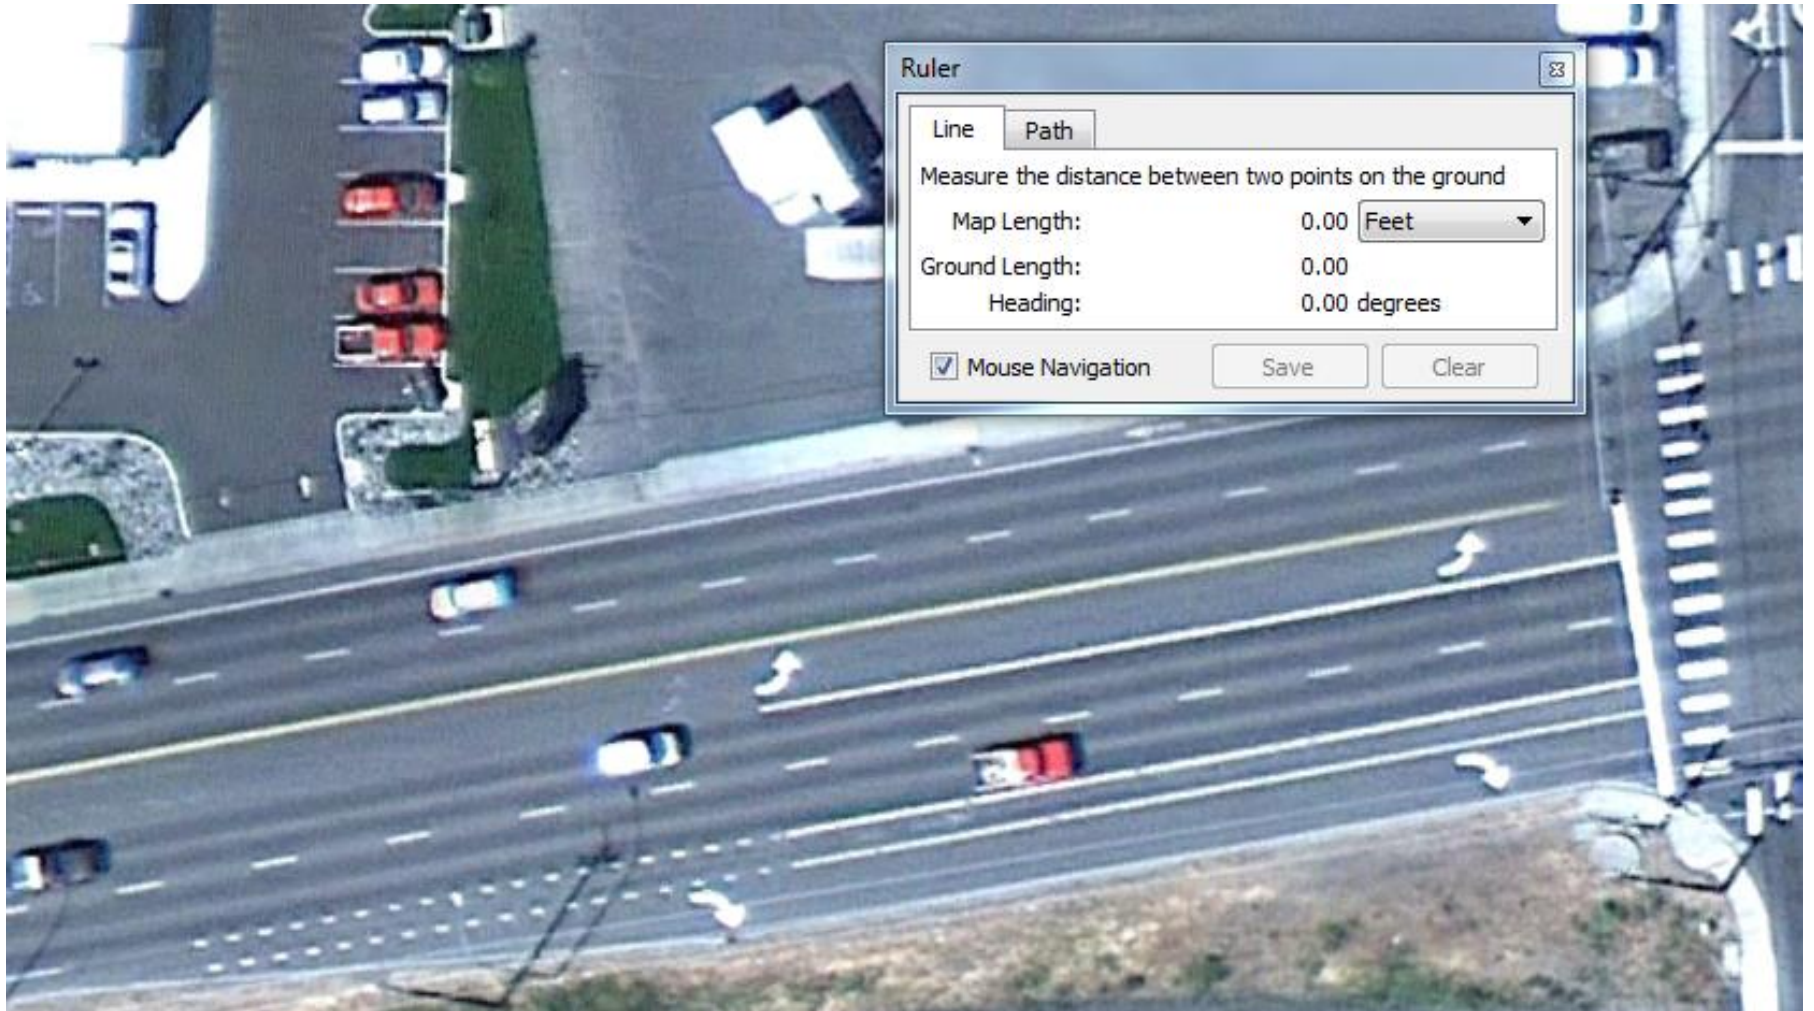 Ruler
Line Path
Measure the distance between two points on the ground
Map Length: 0.00 Feet
Ground Length: 0.00
Heading: 0.00 degrees
Mouse Navigation Save Clear